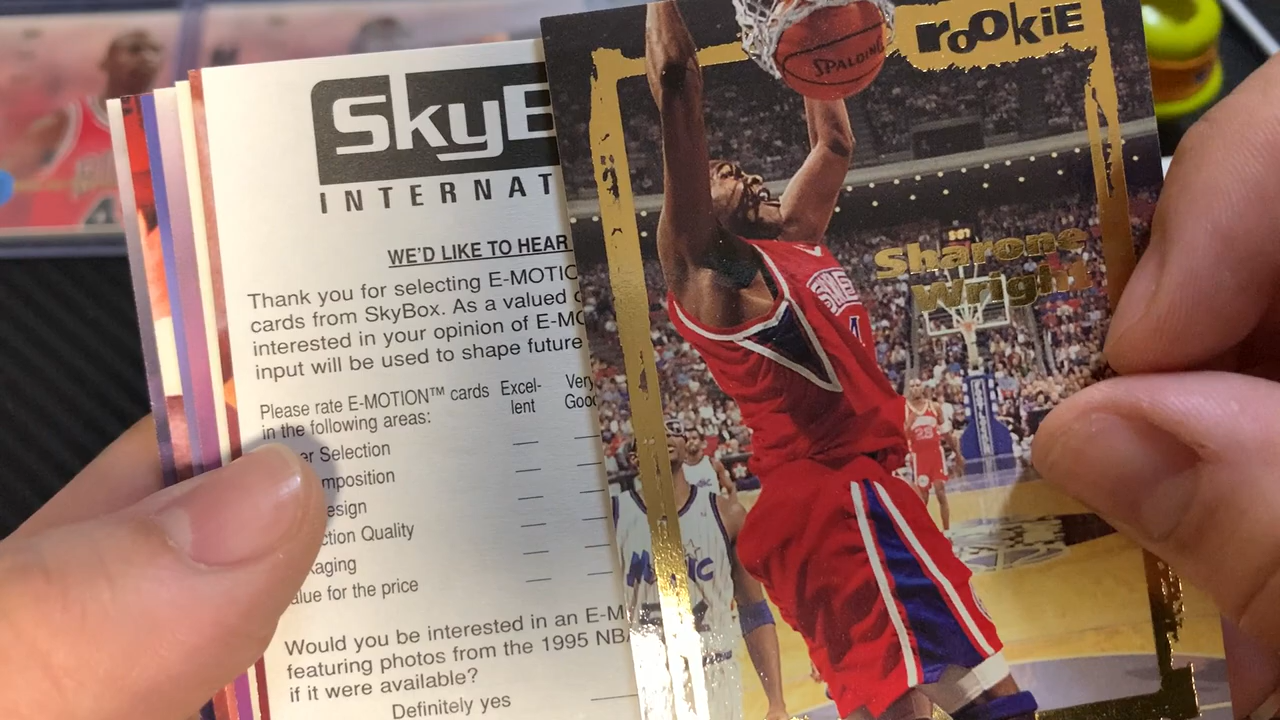 SkyB
INTERNAT
WE'D LIKE TO HEAR
Thank you for selecting E-MOTIO
cards from SkyBox. As a valued c
interested in your opinion of E-MO
input will be used to shape future
Please rate E-MOTION™ cards
in the following areas:
Excel-
lent
Very
Good
er Selection
mposition
esign
ction Quality
kaging
alue for the price
Would you be interested in an E-M
featuring photos from the 1995 NBA
if it were available?
Definitely yes
rookie
SPALDING
Sharone
Wright
Magic
23